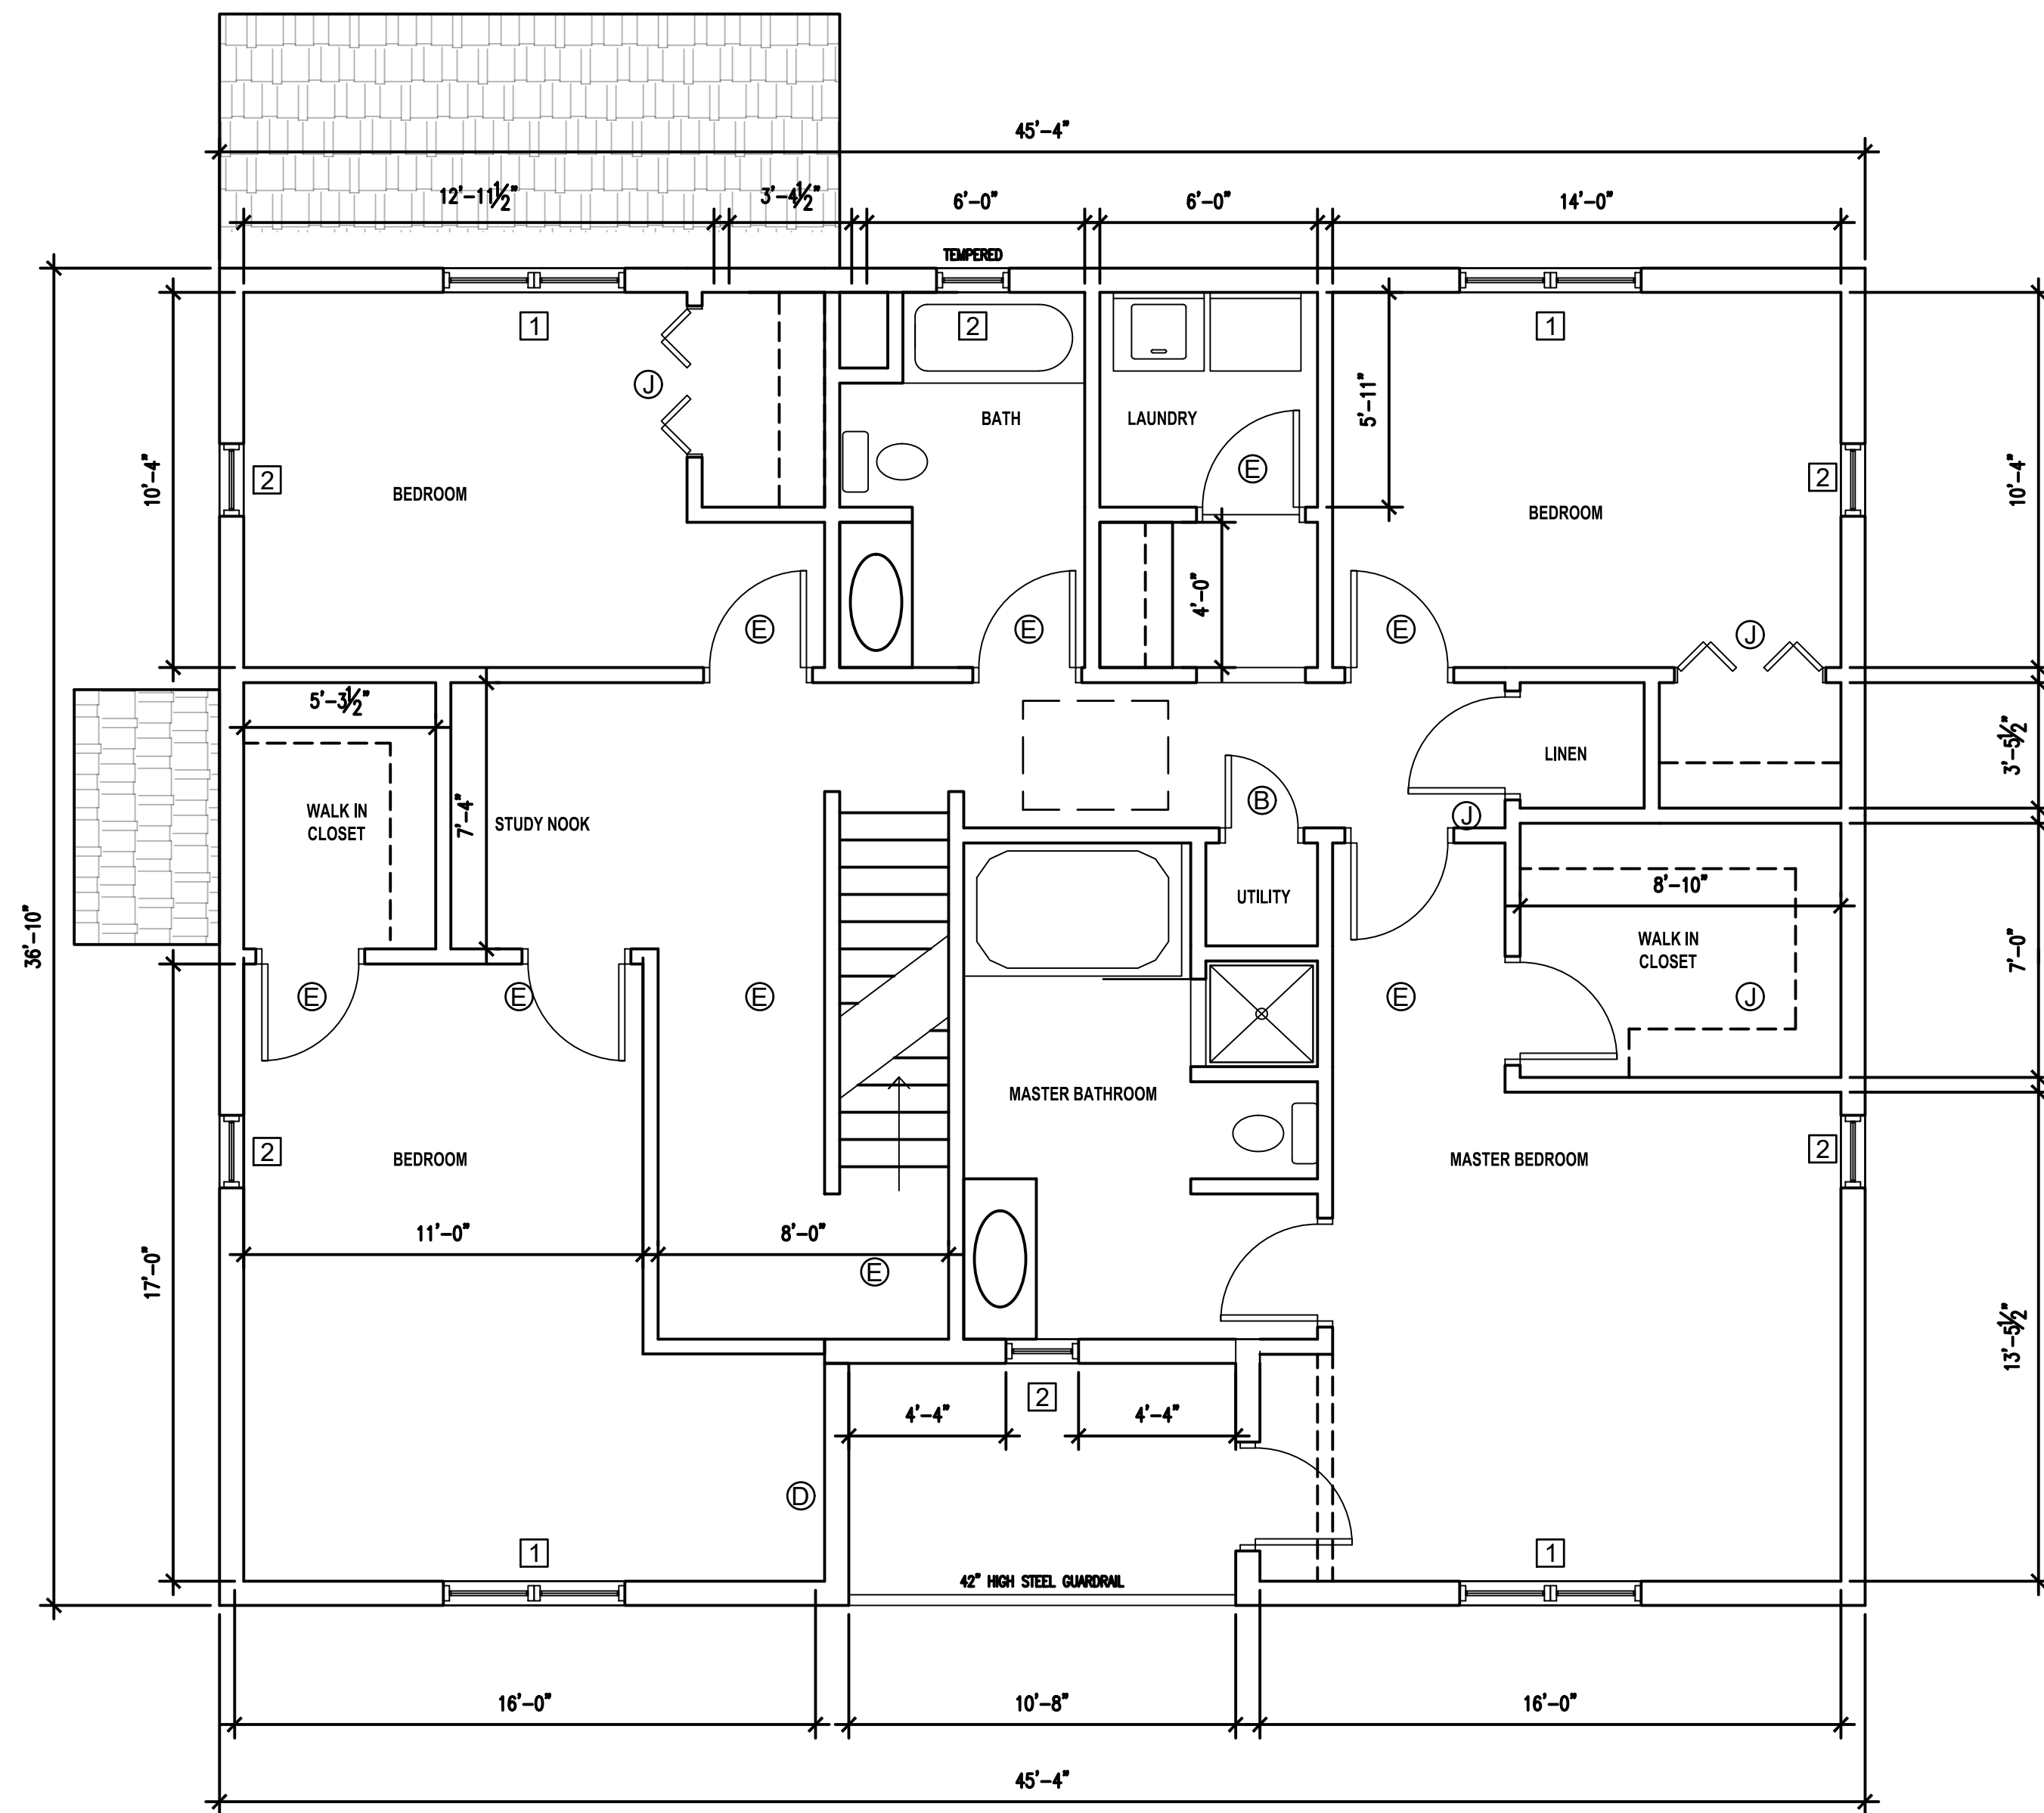 45'-4"
12'-11½"
3'-4½"
6'-0"
6'-0"
14'-0"
TEMPERED
1
2
1
J
5'-11"
BATH
LAUNDRY
10'-4"
2
BEDROOM
E
2
10'-4"
BEDROOM
4'-0"
E
E
E
J
5'-3½"
3'-5½"
LINEN
WALK IN
CLOSET
7'-4"
STUDY NOOK
B
J
8'-10"
UTILITY
36'-10"
WALK IN
CLOSET
7'-0"
E
E
E
E
J
MASTER BATHROOM
2
BEDROOM
MASTER BEDROOM
2
11'-0"
8'-0"
17'-0"
E
13'-5½"
4'-4"
2
4'-4"
D
1
42" HIGH STEEL GUARDRAIL
1
16'-0"
10'-8"
16'-0"
45'-4"